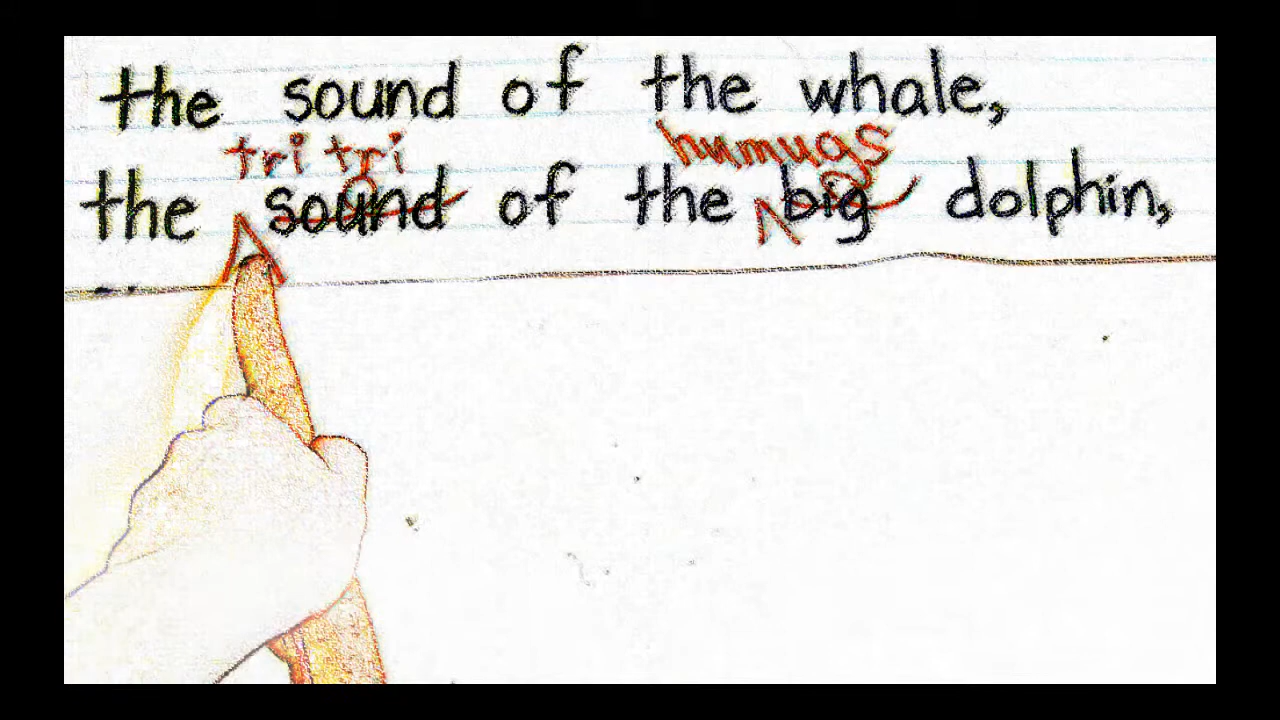 the sound of the whale,
tri tri humugs
the sound of the big dolphin,